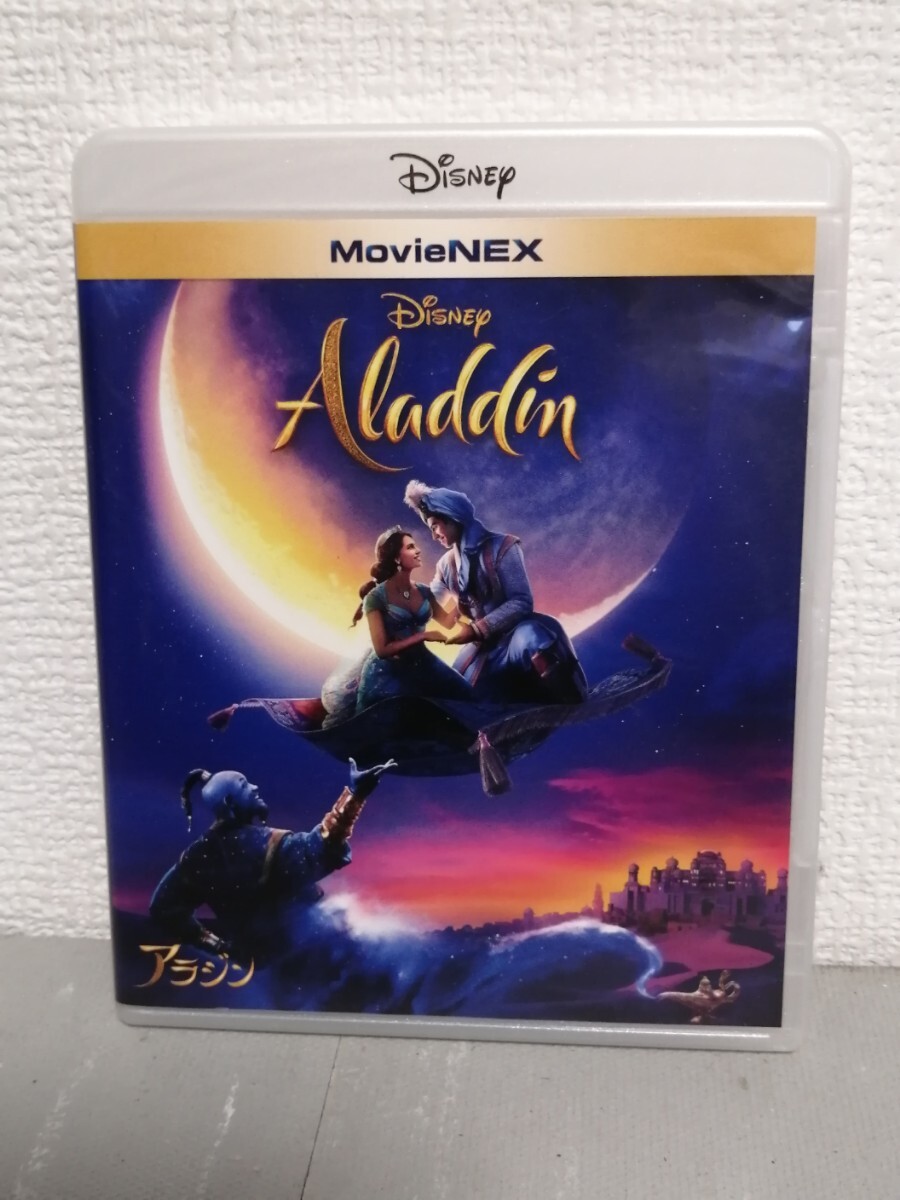 Disney
MovieNEX
Disney
Aladdin
アラジン